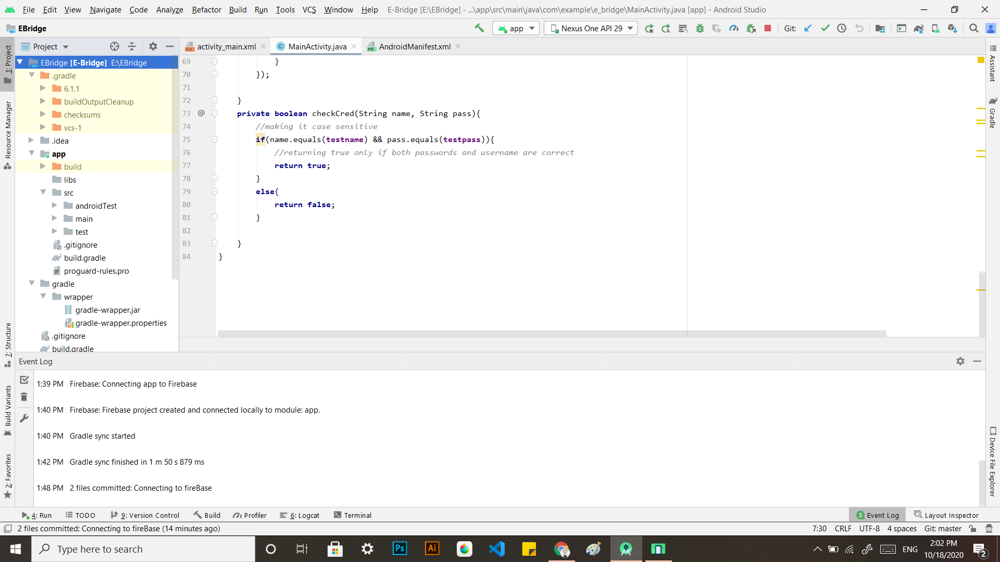 File Edit View Navigate Code Analyze Refactor Build Run Tools VCS Window Help E-Bridge [E:\EBridge] - ...\app\src\main\java\com\example\e_bridge\MainActivity.java [app] - Android Studio
EBridge app Nexus One API 29 Git:
Project activity_main.xml MainActivity.java AndroidManifest.xml
1: Project
Resource Manager
7: Structure
Build Variants
2: Favorites
EBridge [E-Bridge] E:\EBridge
.gradle
6.1.1
buildOutputCleanup
checksums
vcs-1
.idea
app
build
libs
src
androidTest
main
test
.gitignore
build.gradle
proguard-rules.pro
gradle
wrapper
gradle-wrapper.jar
gradle-wrapper.properties
.gitignore
build.gradle
69 }
70 });
71
72 }
73 @ private boolean checkCred(String name, String pass){
74 //making it case sensitive
75 if(name.equals(testname) && pass.equals(testpass)){
76 //returning true only if both passwords and username are correct
77 return true;
78 }
79 else{
80 return false;
81 }
82
83 }
84 }
Assistant
Gradle
Device File Explorer
Event Log
1:39 PM Firebase: Connecting app to Firebase
1:40 PM Firebase: Firebase project created and connected locally to module: app.
1:40 PM Gradle sync started
1:42 PM Gradle sync finished in 1 m 50 s 879 ms
1:48 PM 2 files committed: Connecting to fireBase
4: Run TODO 9: Version Control Build Profiler 6: Logcat Terminal 3 Event Log Layout Inspector
2 files committed: Connecting to fireBase (14 minutes ago) 7:30 CRLF UTF-8 4 spaces Git: master
Type here to search Ps Ai ENG 2:02 PM
10/18/2020 2